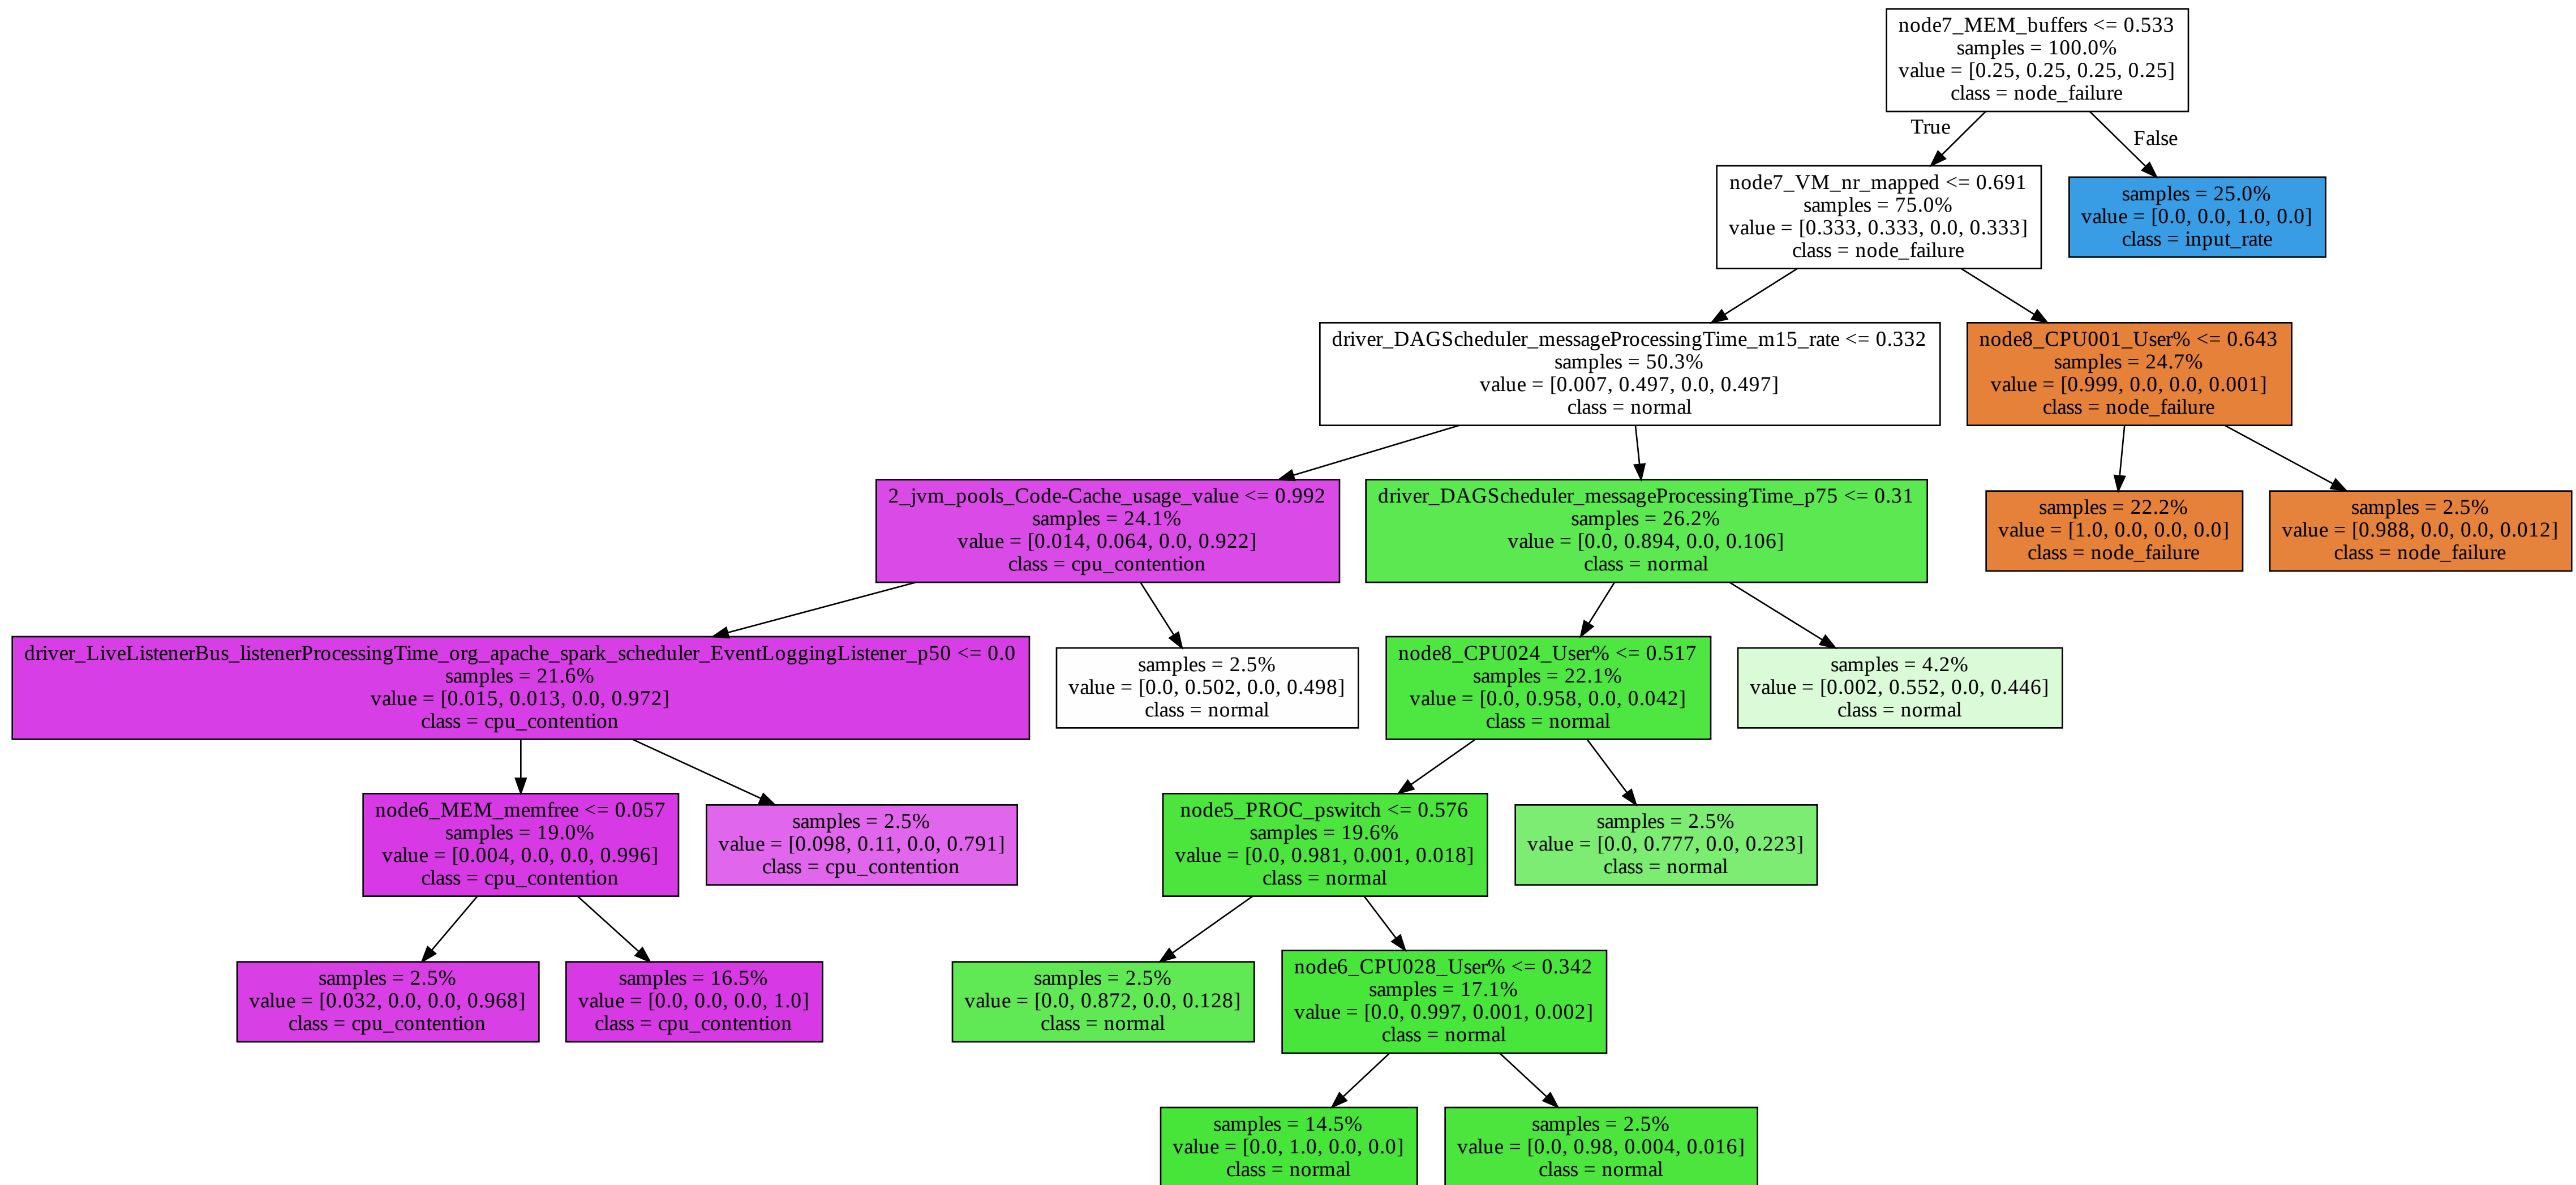 node7_MEM_buffers <= 0.533
samples = 100.0%
value = [0.25, 0.25, 0.25, 0.25]
class = node_failure
True
False
node7_VM_nr_mapped <= 0.691
samples = 75.0%
value = [0.333, 0.333, 0.0, 0.333]
class = node_failure
samples = 25.0%
value = [0.0, 0.0, 1.0, 0.0]
class = input_rate
driver_DAGScheduler_messageProcessingTime_m15_rate <= 0.332
samples = 50.3%
value = [0.007, 0.497, 0.0, 0.497]
class = normal
node8_CPU001_User% <= 0.643
samples = 24.7%
value = [0.999, 0.0, 0.0, 0.001]
class = node_failure
2_jvm_pools_Code-Cache_usage_value <= 0.992
samples = 24.1%
value = [0.014, 0.064, 0.0, 0.922]
class = cpu_contention
driver_DAGScheduler_messageProcessingTime_p75 <= 0.31
samples = 26.2%
value = [0.0, 0.894, 0.0, 0.106]
class = normal
samples = 22.2%
value = [1.0, 0.0, 0.0, 0.0]
class = node_failure
samples = 2.5%
value = [0.988, 0.0, 0.0, 0.012]
class = node_failure
driver_LiveListenerBus_listenerProcessingTime_org_apache_spark_scheduler_EventLoggingListener_p50 <= 0.0
samples = 21.6%
value = [0.015, 0.013, 0.0, 0.972]
class = cpu_contention
samples = 2.5%
value = [0.0, 0.502, 0.0, 0.498]
class = normal
node8_CPU024_User% <= 0.517
samples = 22.1%
value = [0.0, 0.958, 0.0, 0.042]
class = normal
samples = 4.2%
value = [0.002, 0.552, 0.0, 0.446]
class = normal
node6_MEM_memfree <= 0.057
samples = 19.0%
value = [0.004, 0.0, 0.0, 0.996]
class = cpu_contention
samples = 2.5%
value = [0.098, 0.11, 0.0, 0.791]
class = cpu_contention
node5_PROC_pswitch <= 0.576
samples = 19.6%
value = [0.0, 0.981, 0.001, 0.018]
class = normal
samples = 2.5%
value = [0.0, 0.777, 0.0, 0.223]
class = normal
samples = 2.5%
value = [0.032, 0.0, 0.0, 0.968]
class = cpu_contention
samples = 16.5%
value = [0.0, 0.0, 0.0, 1.0]
class = cpu_contention
samples = 2.5%
value = [0.0, 0.872, 0.0, 0.128]
class = normal
node6_CPU028_User% <= 0.342
samples = 17.1%
value = [0.0, 0.997, 0.001, 0.002]
class = normal
samples = 14.5%
value = [0.0, 1.0, 0.0, 0.0]
class = normal
samples = 2.5%
value = [0.0, 0.98, 0.004, 0.016]
class = normal